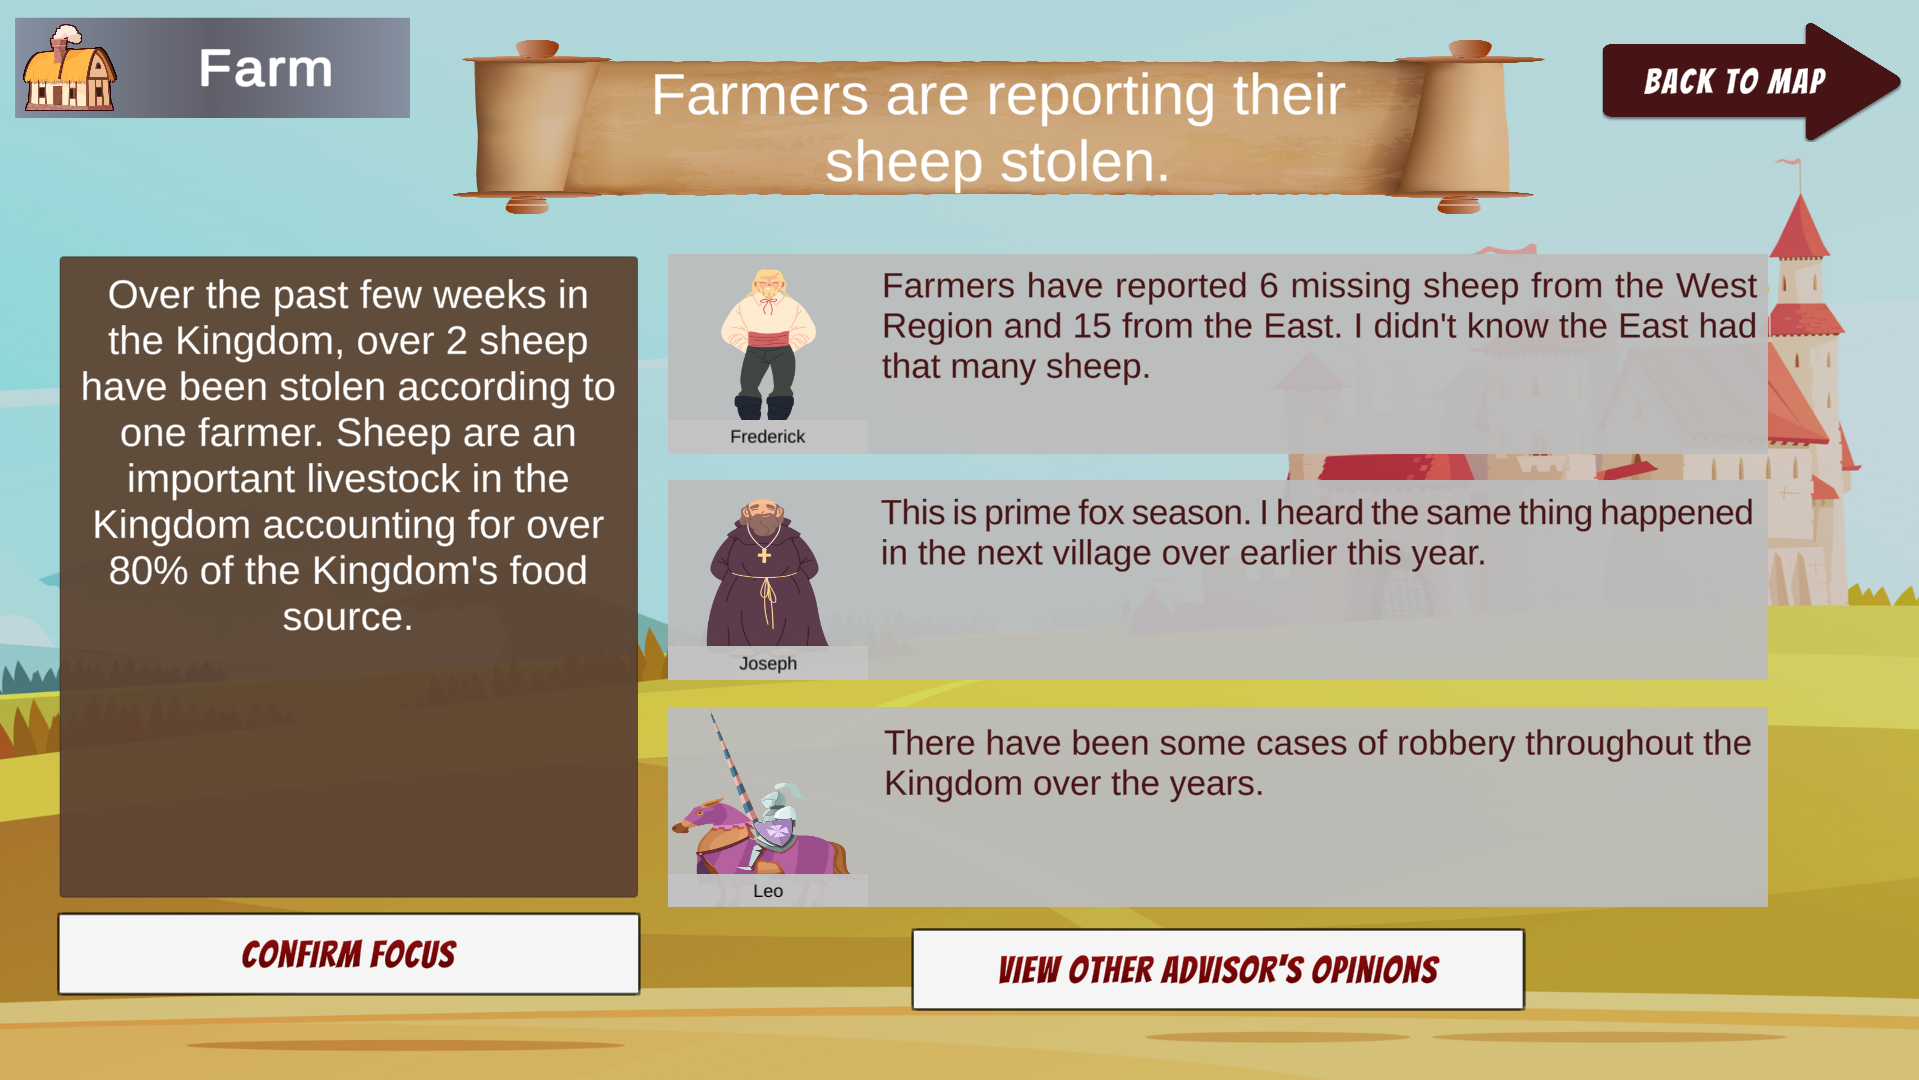 Farm
Farmers are reporting their
sheep stolen.
BACK TO MAP
Over the past few weeks in
the Kingdom, over 2 sheep
have been stolen according to
one farmer. Sheep are an
important livestock in the
Kingdom accounting for over
80% of the Kingdom's food
source.
Farmers have reported 6 missing sheep from the West
Region and 15 from the East. I didn't know the East had
that many sheep.
Frederick
This is prime fox season. I heard the same thing happened
in the next village over earlier this year.
Joseph
There have been some cases of robbery throughout the
Kingdom over the years.
Leo
CONFIRM FOCUS
VIEW OTHER ADVISOR'S OPINIONS